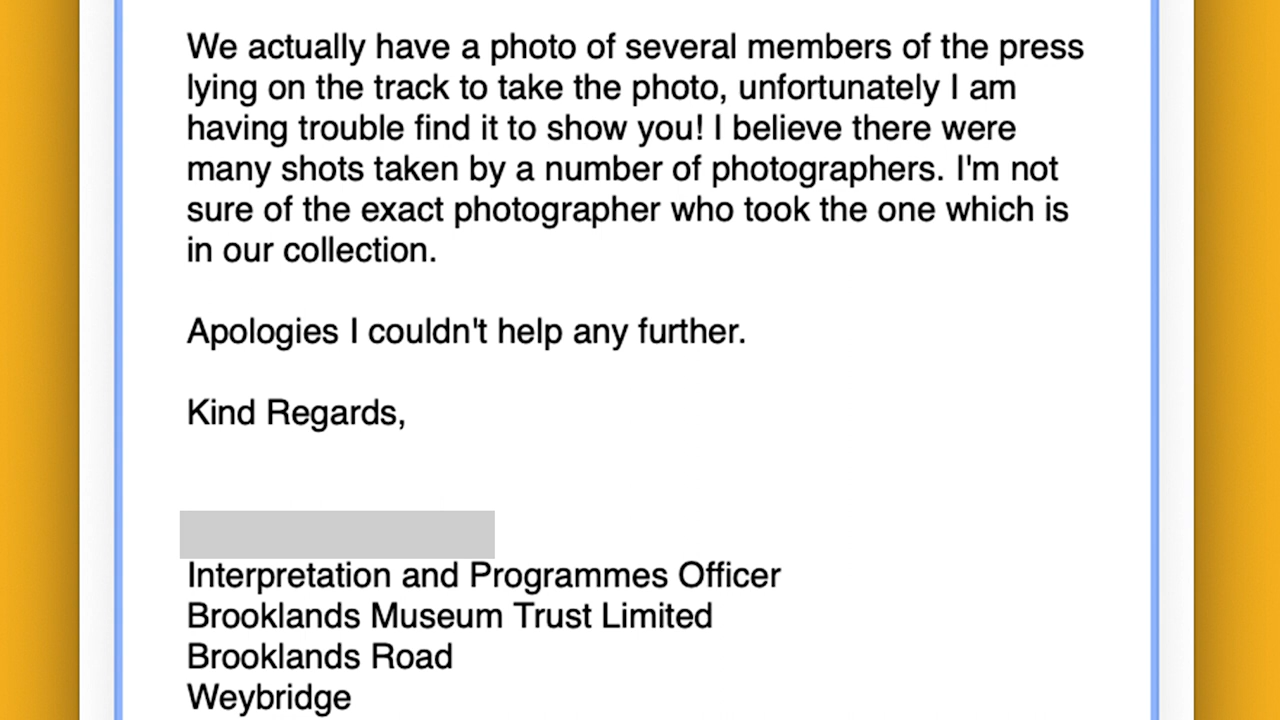 We actually have a photo of several members of the press
lying on the track to take the photo, unfortunately I am
having trouble find it to show you! I believe there were
many shots taken by a number of photographers. I'm not
sure of the exact photographer who took the one which is
in our collection.
Apologies I couldn't help any further.
Kind Regards,
Interpretation and Programmes Officer
Brooklands Museum Trust Limited
Brooklands Road
Weybridge